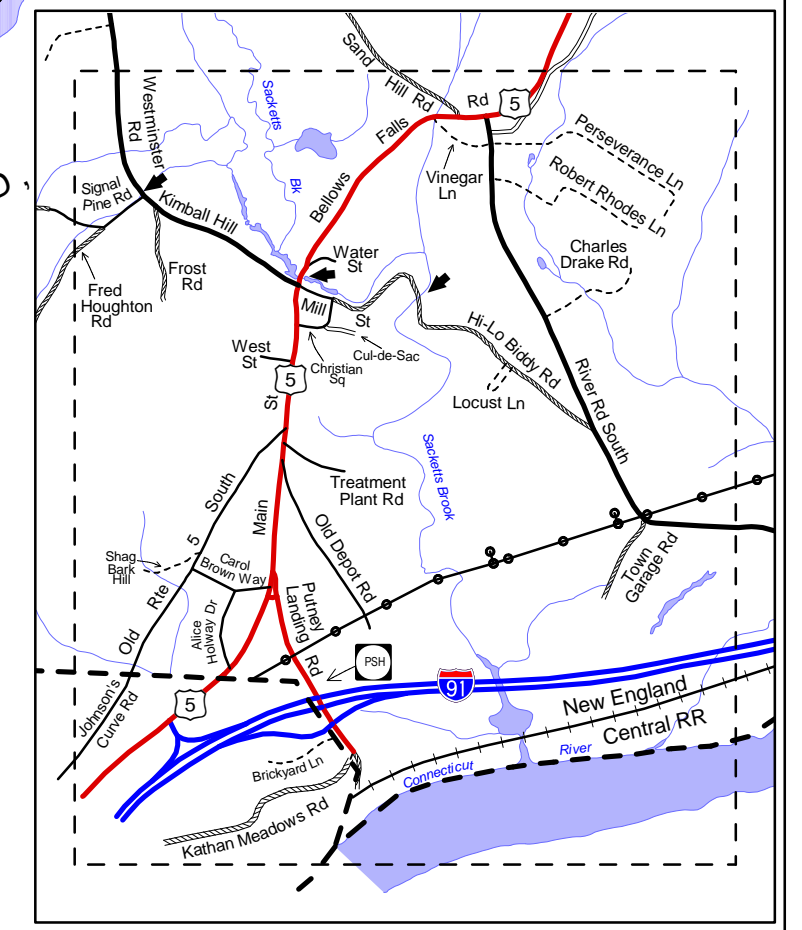 Westminster
Rd
Sand
Hill Rd
Rd
5
Sacketts
Bk
Falls
Bellows
Perseverance Ln
Robert Rhodes Ln
Vinegar
Ln
Signal
Pine Rd
Kimball Hill
Water
St
Charles
Drake Rd
Fred
Houghton
Rd
Frost
Rd
Mill
St
Cul-de-Sac
Christian
Sq
West
St
5
St
Hi-Lo Biddy Rd
Locust Ln
River Rd South
Sacketts Brook
Treatment
Plant Rd
South
5
Rte
Old
Main
Old Depot Rd
Shag
Bark
Hill
Carol
Brown Way
Alice
Holway Dr
Putney
Landing
Rd
Town
Garage Rd
PSH
91
5
Johnson's
Curve Rd
New England
Central RR
Brickyard Ln
Connecticut
River
Kathan Meadows Rd